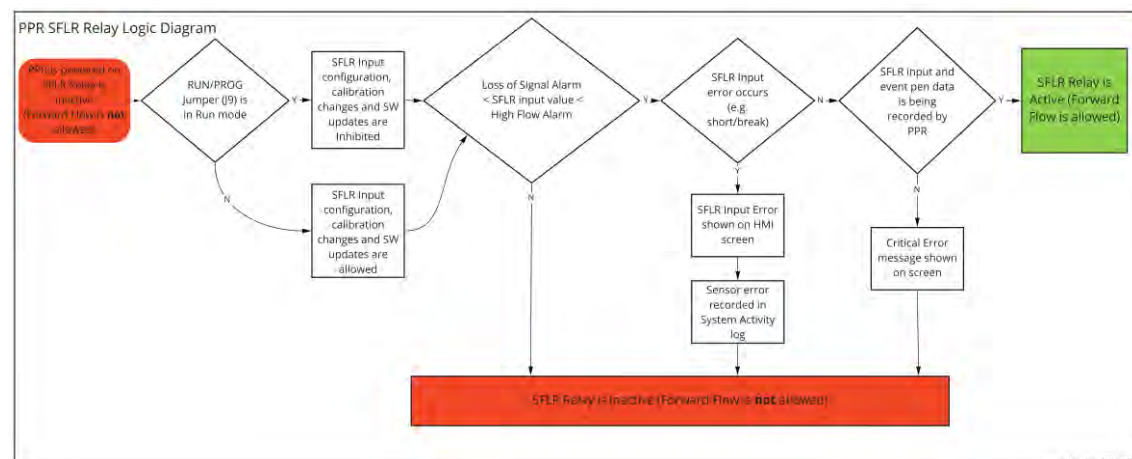 PPR SFLR Relay Logic Diagram
PPR is powered on
SFLR Relay is
inactive
(Forward Flow is not
allowed)
RUN/PROG
Jumper (J9) is
in Run mode
Y
N
SFLR Input
configuration,
calibration
changes and SW
updates are
Inhibited
SFLR Input
configuration,
calibration
changes and SW
updates are
allowed
Loss of Signal Alarm
< SFLR input value <
High Flow Alarm
Y
N
SFLR Input
error occurs
(e.g.
short/break)
N
Y
SFLR Input Error
shown on HMI
screen
Sensor error
recorded in
System Activity
log
SFLR input and
event pen data
is being
recorded by
PPR
Y
N
Critical Error
message shown
on screen
SFLR Relay is
Active (Forward
Flow is allowed)
SFLR Relay is Inactive (Forward Flow is not allowed)